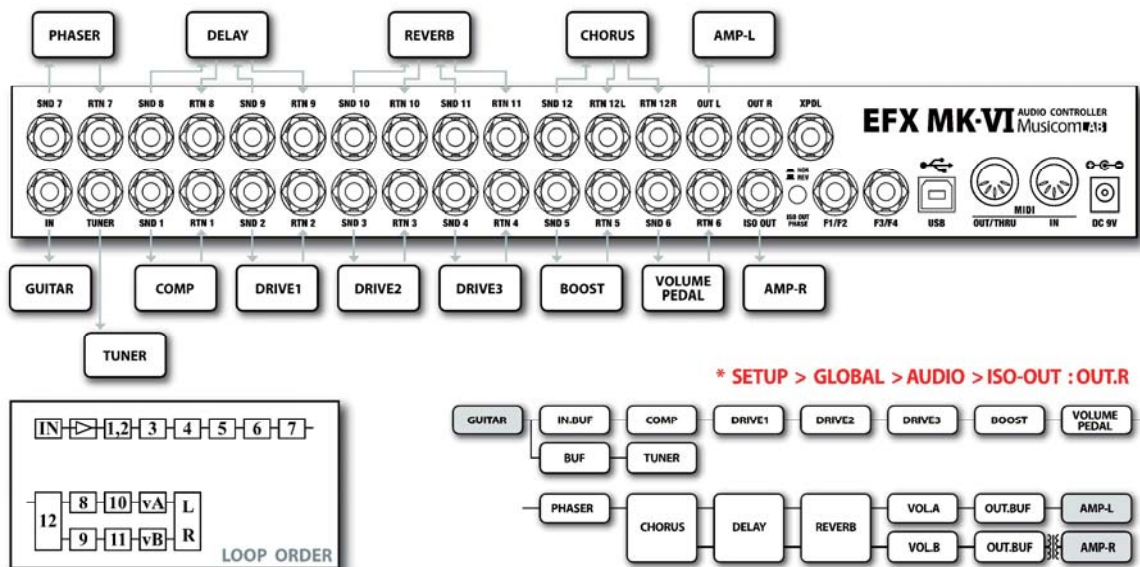 PHASER DELAY REVERB CHORUS AMP-L
SND 7 RTN 7 SND 8 RTN 8 SND 9 RTN 9 SND 10 RTN 10 SND 11 RTN 11 SND 12 RTN 12L RTN 12R OUT L OUT R XPDL
EFX MK-VI AUDIO CONTROLLER
MusicomLAB
NOR
REV
IN TUNER SND 1 RTN 1 SND 2 RTN 2 SND 3 RTN 3 SND 4 RTN 4 SND 5 RTN 5 SND 6 RTN 6 ISO OUT ISO OUT PHASE F1/F2 F3/F4 USB OUT/THRU MIDI IN DC 9V
GUITAR COMP DRIVE1 DRIVE2 DRIVE3 BOOST VOLUME PEDAL AMP-R
TUNER
* SETUP > GLOBAL > AUDIO > ISO-OUT : OUT.R
IN 1,2 3 4 5 6 7
12 8 10 vA L
9 11 vB R
LOOP ORDER
GUITAR IN.BUF COMP DRIVE1 DRIVE2 DRIVE3 BOOST VOLUME PEDAL
BUF TUNER
PHASER CHORUS DELAY REVERB VOL.A OUT.BUF AMP-L
VOL.B OUT.BUF AMP-R